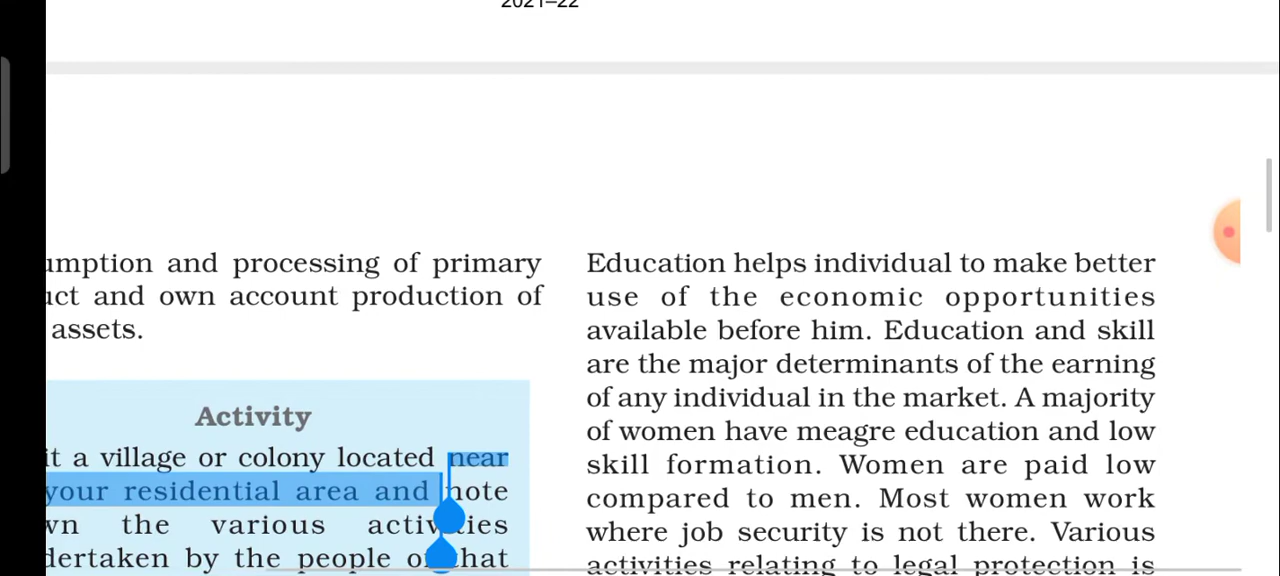 2021–22
umption and processing of primary
uct and own account production of
assets.
Activity
it a village or colony located near
your residential area and note
wn the various activities
dertaken by the people of that
Education helps individual to make better
use of the economic opportunities
available before him. Education and skill
are the major determinants of the earning
of any individual in the market. A majority
of women have meagre education and low
skill formation. Women are paid low
compared to men. Most women work
where job security is not there. Various
activities relating to legal protection is